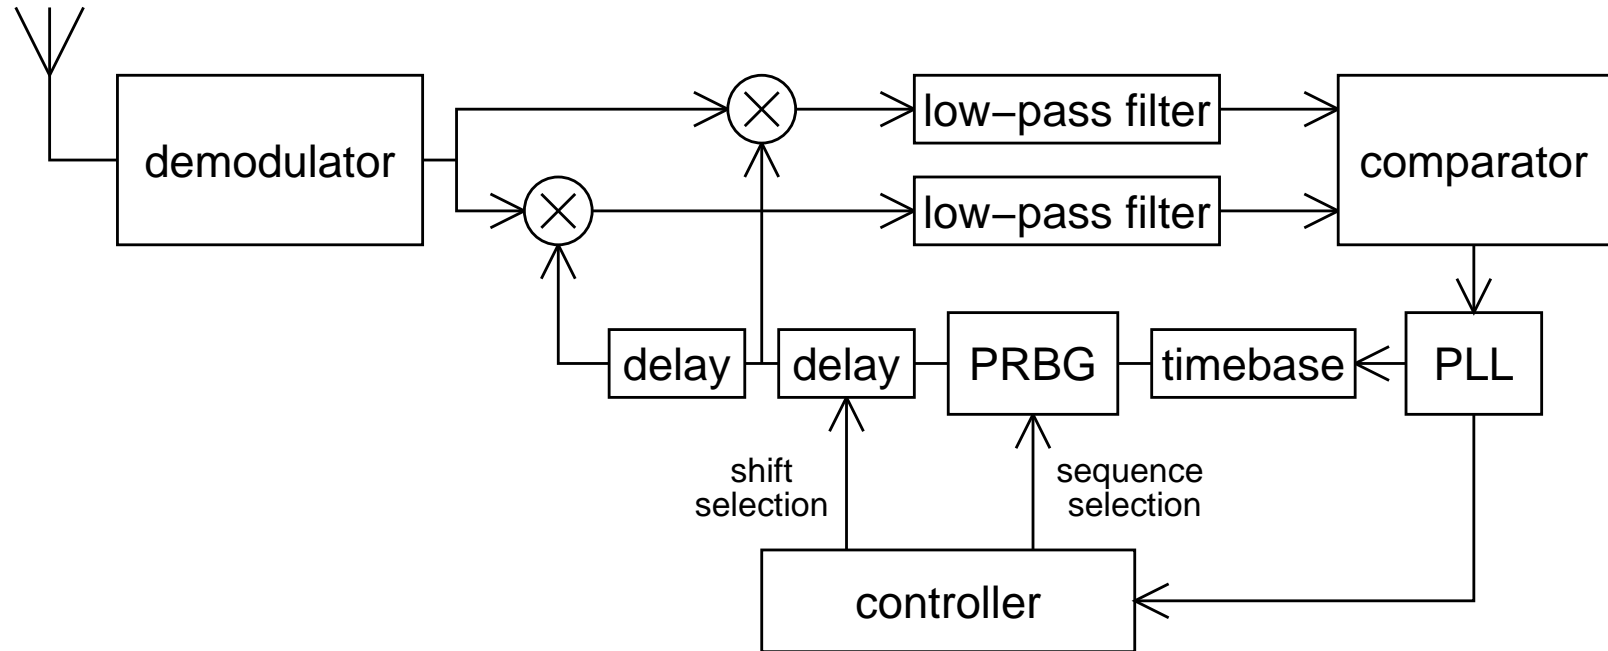 low−pass filter
demodulator
comparator
low−pass filter
delay
delay
PRBG
timebase
PLL
shift
selection
sequence
selection
controller